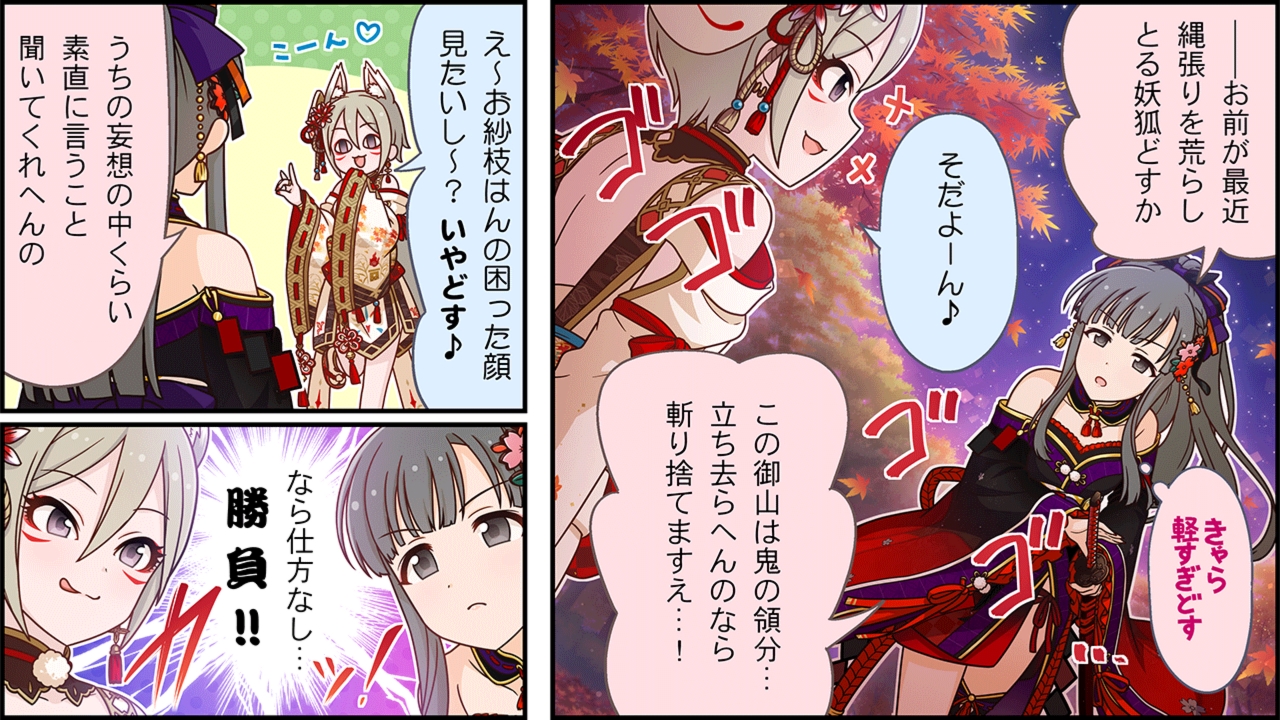 ――お前が最近
縄張りを荒らし
とる妖狐どすか
そだよーん♪
ゴ
ゴ
ゴ
ゴ
この御山は鬼の領分…
立ち去らへんのなら
斬り捨てますえ…！
きゃら
軽すぎどす
え～お紗枝はんの困った顔
見たいし～？いやどす♪
こーん♡
うちの妄想の中くらい
素直に言うこと
聞いてくれへんの
なら仕方なし…
勝負!!
カッ！